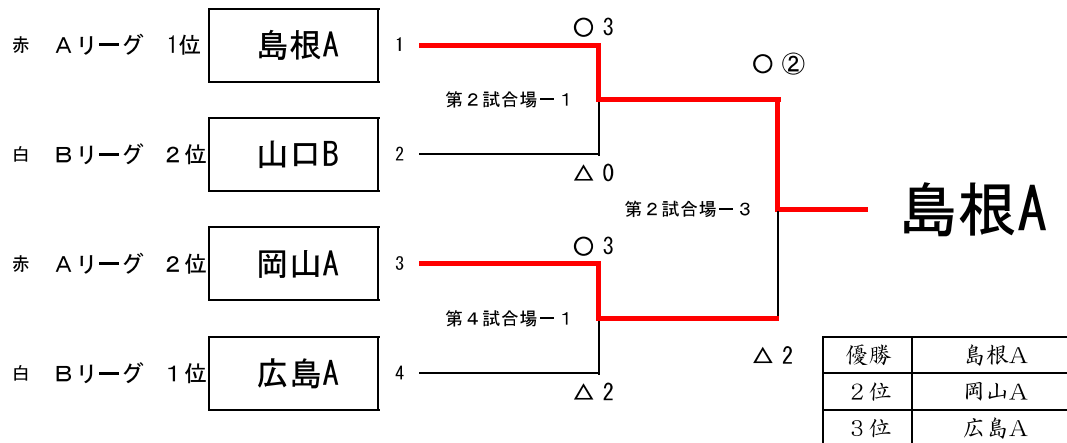 ○ 3
赤 Aリーグ 1位 島根A 1
○ ②
第2試合場－1
白 Bリーグ 2位 山口B 2
△ 0
第2試合場－3
島根A
○ 3
赤 Aリーグ 2位 岡山A 3
第4試合場－1
△ 2
白 Bリーグ 1位 広島A 4
△ 2
優勝 島根A
2位 岡山A
3位 広島A